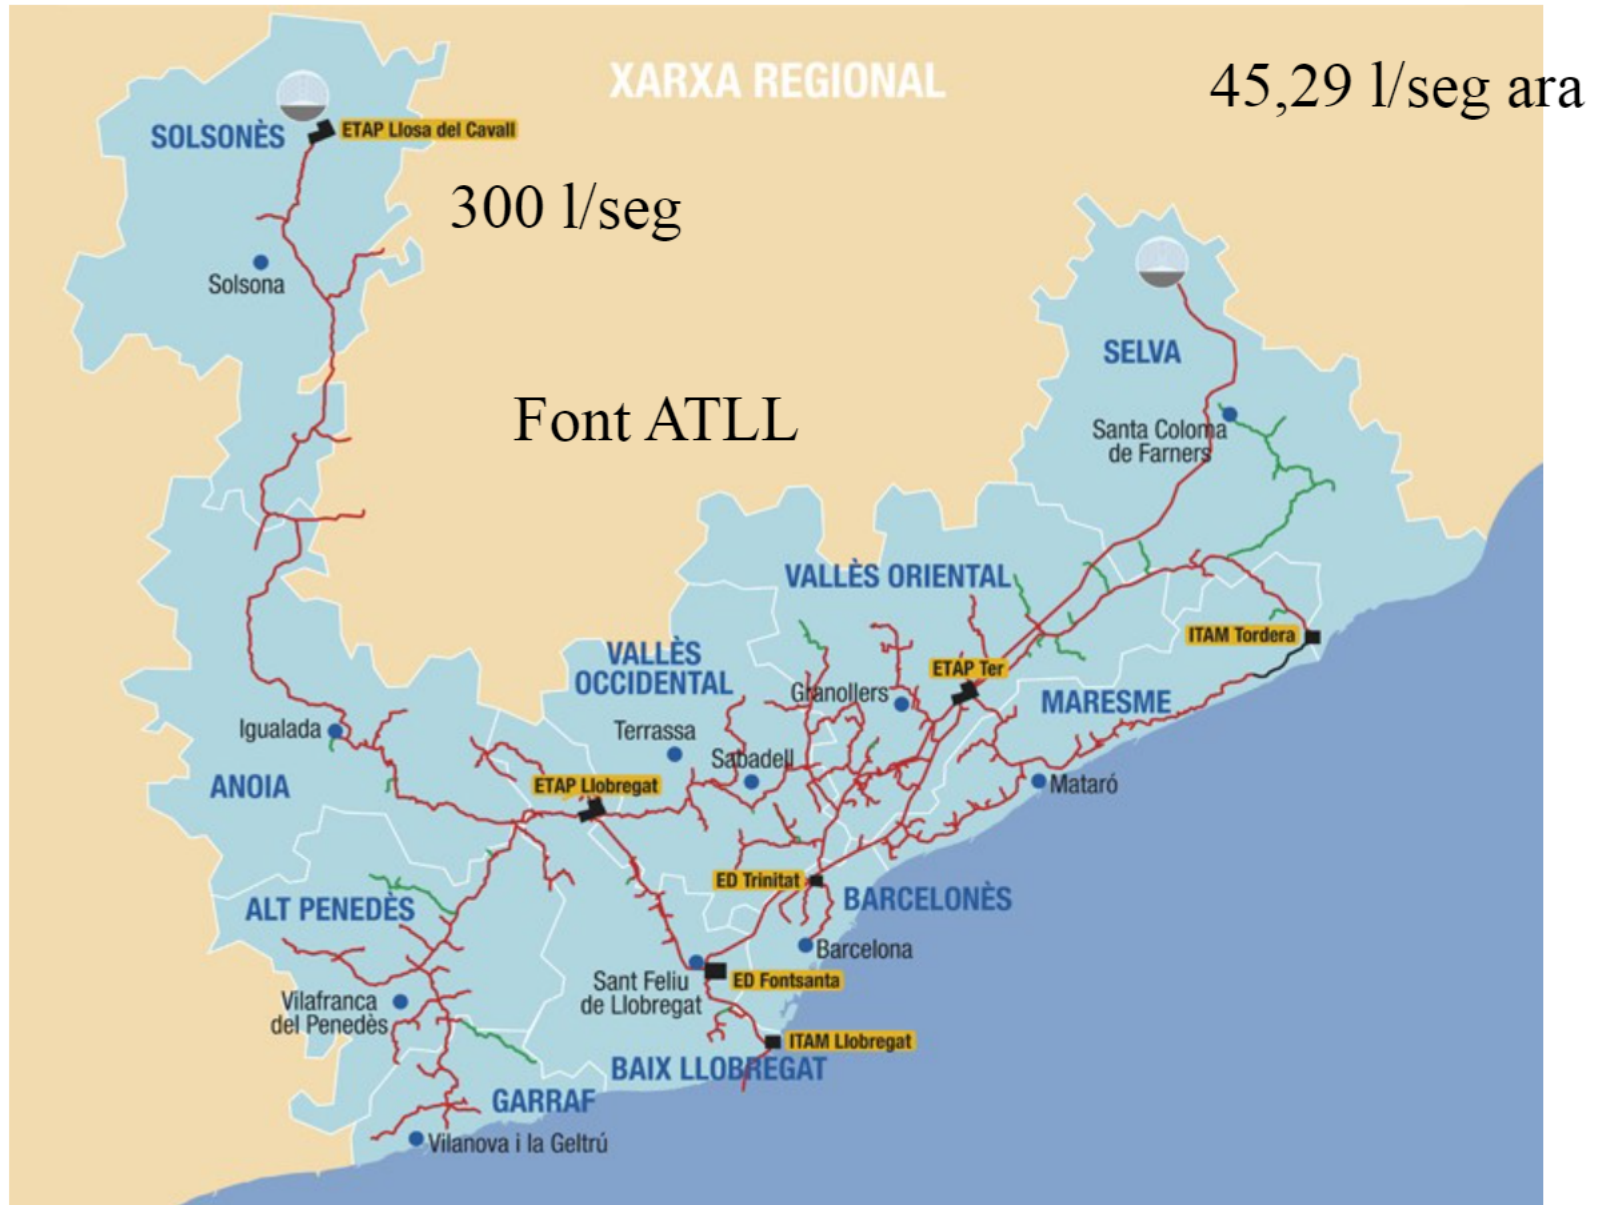 XARXA REGIONAL
45,29 l/seg ara
SOLSONÈS
ETAP Llosa del Cavall
300 l/seg
Solsona
SELVA
Font ATLL
Santa Coloma
de Farners
VALLÈS ORIENTAL
ITAM Tordera
VALLÈS
OCCIDENTAL
ETAP Ter
Granollers
MARESME
Igualada
Terrassa
Sabadell
ANOIA
ETAP Llobregat
Mataró
ED Trinitat
BARCELONÈS
ALT PENEDÈS
Barcelona
Sant Feliu
de Llobregat
ED Fontsanta
Vilafranca
del Penedès
ITAM Llobregat
BAIX LLOBREGAT
GARRAF
Vilanova i la Geltrú